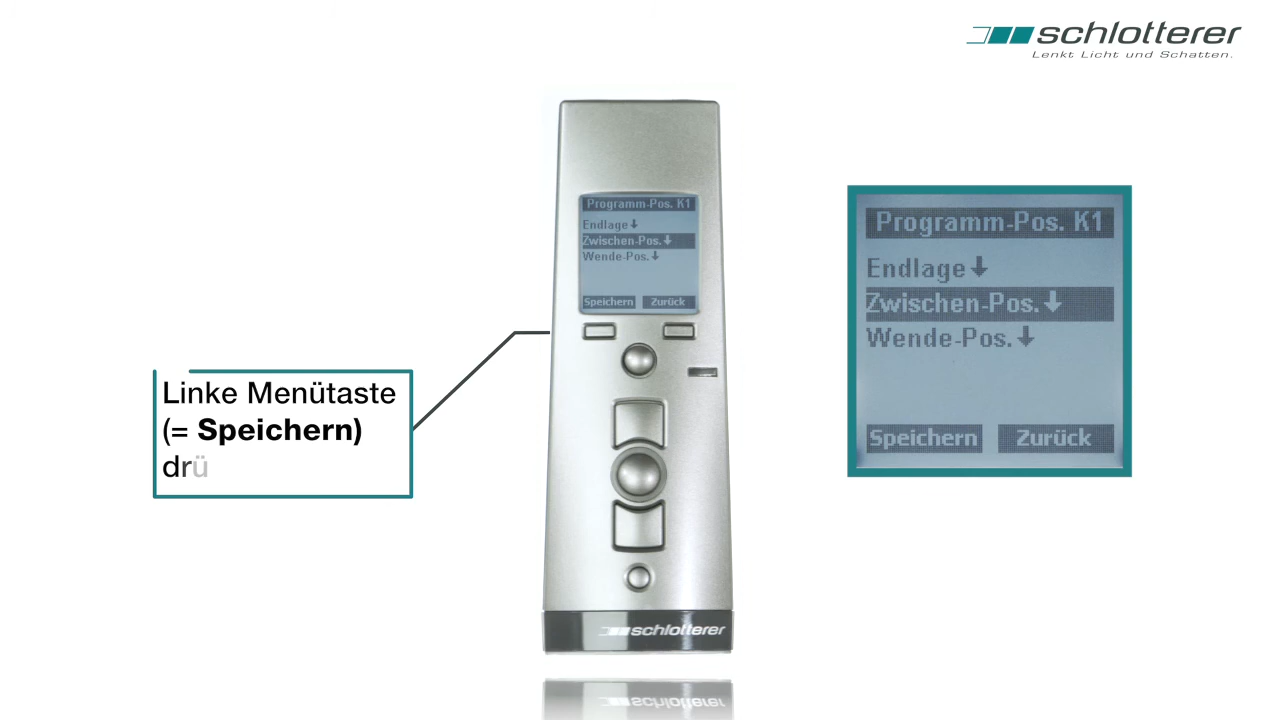 schlotterer
Lenkt Licht und Schatten.
Programm-Pos. K1
Endlage↓
Zwischen-Pos.↓
Wende-Pos.↓
Speichern Zurück
Linke Menütaste
(= Speichern)
drü
schlotterer
Programm-Pos. K1
Endlage↓
Zwischen-Pos.↓
Wende-Pos.↓
Speichern Zurück